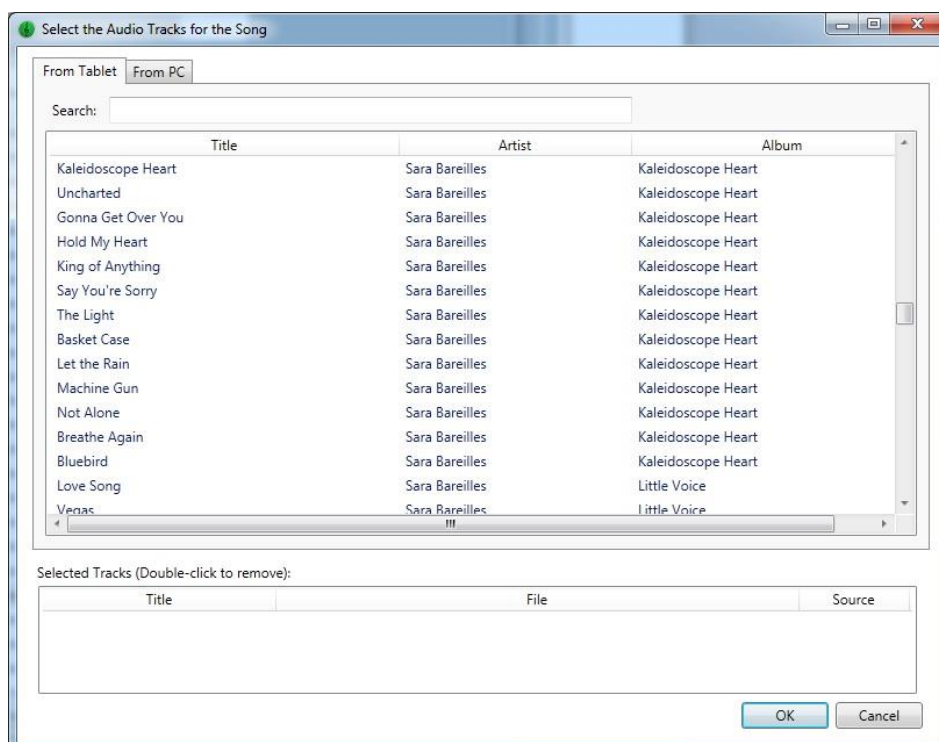 Select the Audio Tracks for the Song
From Tablet From PC
Search:
Title Artist Album
Kaleidoscope Heart Sara Bareilles Kaleidoscope Heart
Uncharted Sara Bareilles Kaleidoscope Heart
Gonna Get Over You Sara Bareilles Kaleidoscope Heart
Hold My Heart Sara Bareilles Kaleidoscope Heart
King of Anything Sara Bareilles Kaleidoscope Heart
Say You're Sorry Sara Bareilles Kaleidoscope Heart
The Light Sara Bareilles Kaleidoscope Heart
Basket Case Sara Bareilles Kaleidoscope Heart
Let the Rain Sara Bareilles Kaleidoscope Heart
Machine Gun Sara Bareilles Kaleidoscope Heart
Not Alone Sara Bareilles Kaleidoscope Heart
Breathe Again Sara Bareilles Kaleidoscope Heart
Bluebird Sara Bareilles Kaleidoscope Heart
Love Song Sara Bareilles Little Voice
Vegas Sara Bareilles Little Voice
Selected Tracks (Double-click to remove):
Title File Source
OK Cancel